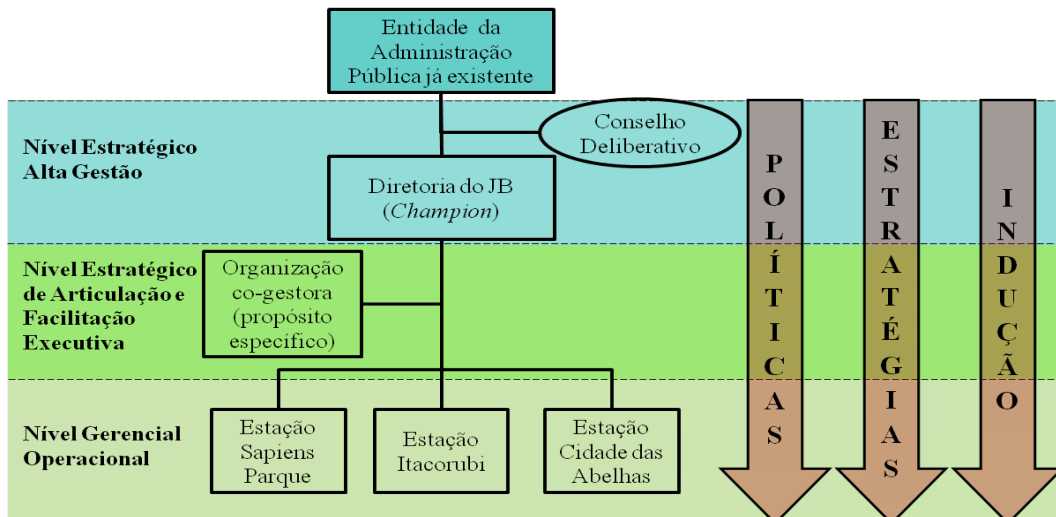 Entidade da
Administração
Pública já existente
Nível Estratégico
Alta Gestão
Conselho
Deliberativo
Diretoria do JB
(Champion)
Nível Estratégico
de Articulação e
Facilitação
Executiva
Organização
co-gestora
(propósito
específico)
Nível Gerencial
Operacional
Estação
Sapiens
Parque
Estação
Itacorubi
Estação
Cidade das
Abelhas
POLÍTICAS
ESTRATÉGIAS
INDUÇÃO